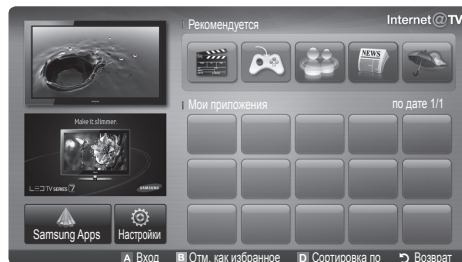 Internet@TV
Рекомендуется
NEWS
Мои приложения по дате 1/1
Make it slimmer.
LED TV SERIES 7 SAMSUNG
Samsung Apps Настройки
A Вход B Отм. как избранное D Сортировка по Возврат